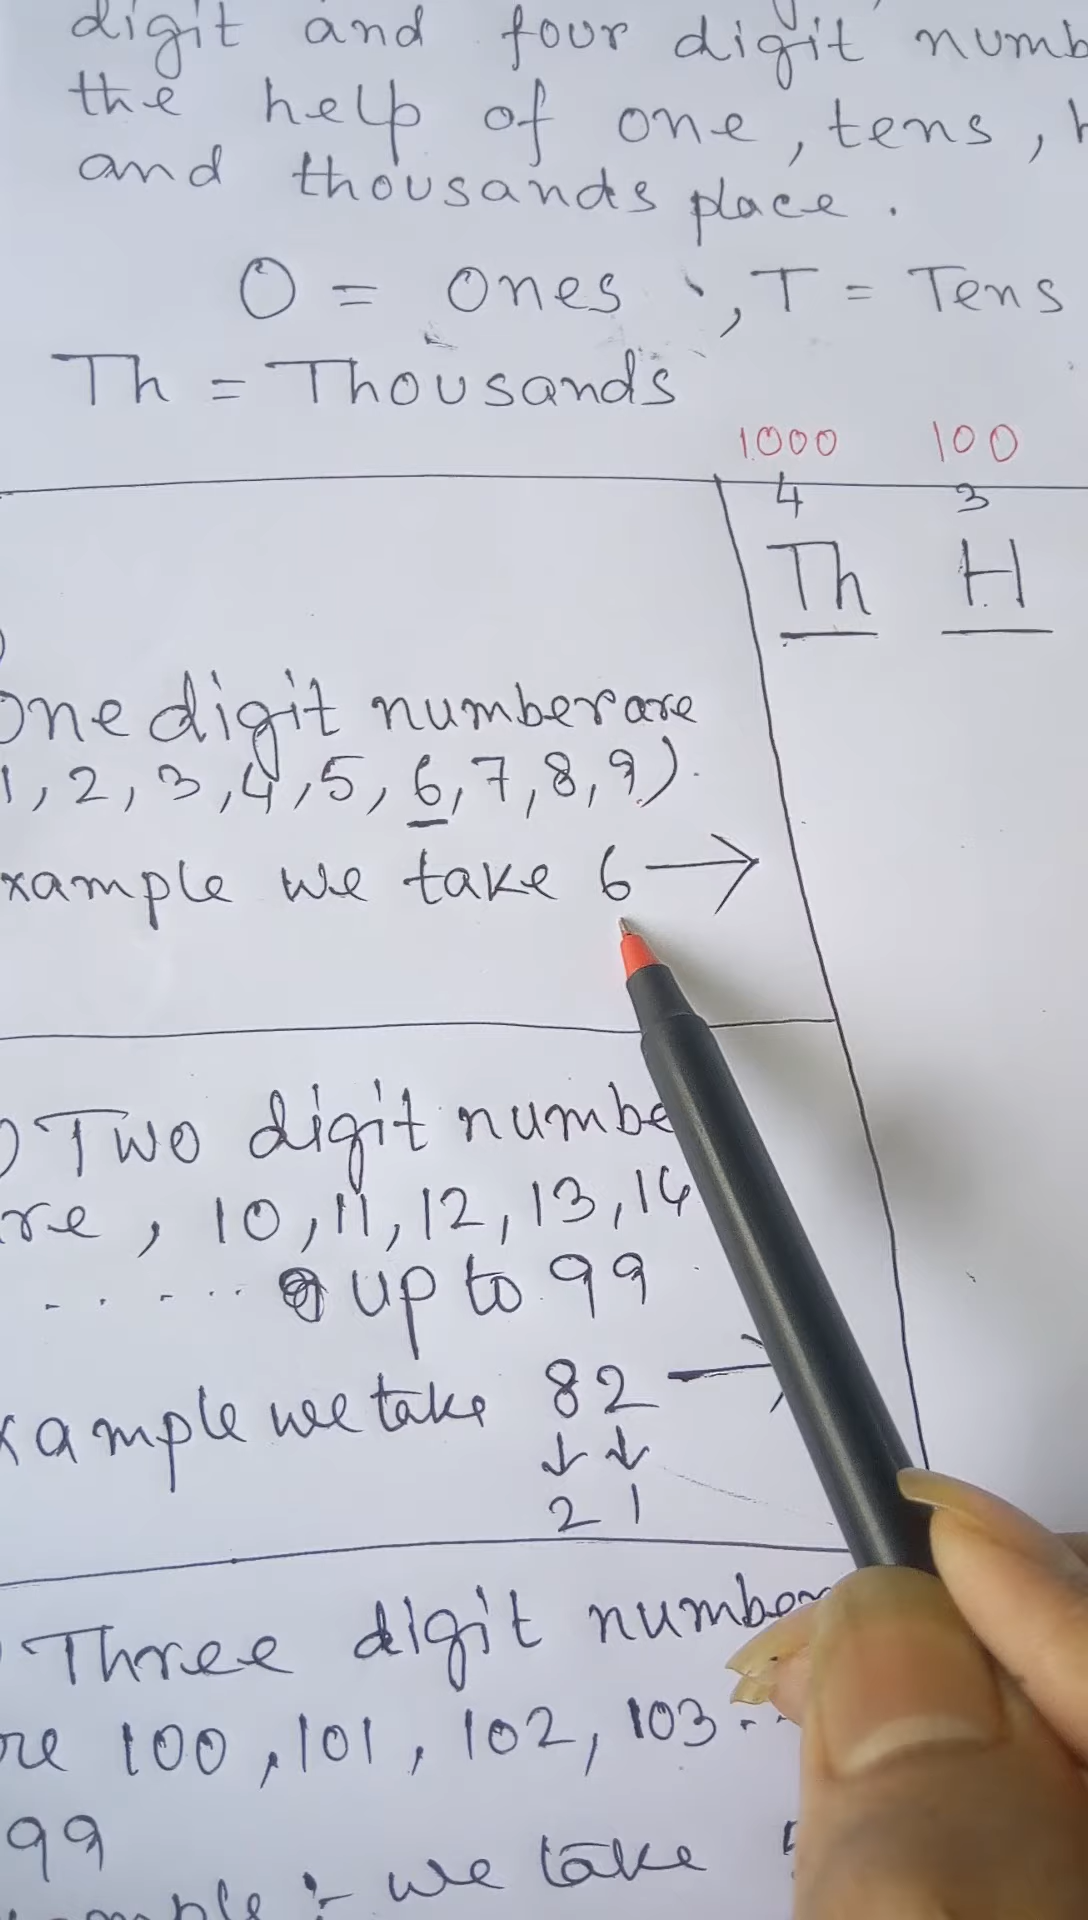 digit and four digit numb
the help of one, tens, h
and thousands place.
O = ones , T = Tens
Th = Thousands
1000 100
4 3
Th H
One digit number are
1, 2, 3, 4, 5, 6, 7, 8, 9).
xample we take 6 →
) Two digit numbe
re, 10, 11, 12, 13, 14
..... up to 99
xample we take 82 →
↓ ↓
2 1
Three digit number
re 100, 101, 102, 103..
99
ample :- we take 5